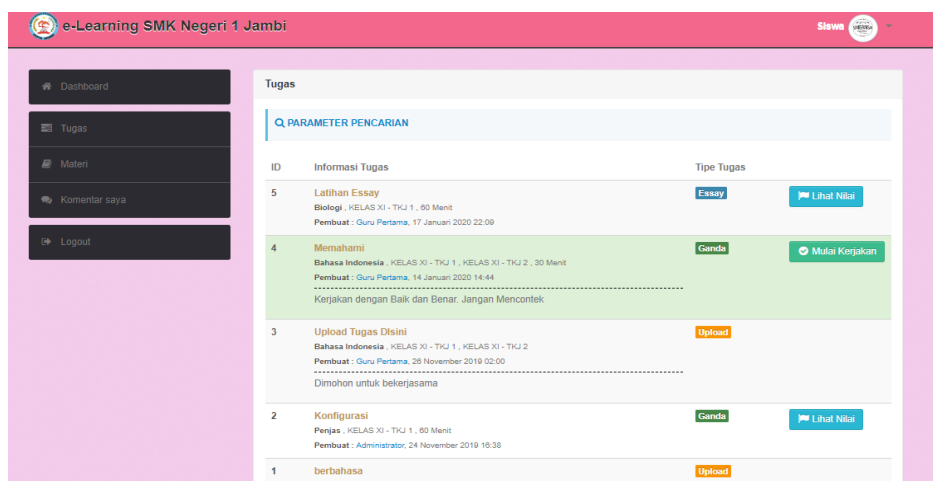 e-Learning SMK Negeri 1 Jambi
Siswa
Dashboard
Tugas
Materi
Komentar saya
Logout
Tugas
PARAMETER PENCARIAN
ID Informasi Tugas Tipe Tugas
5 Latihan Essay Essay Lihat Nilai
Biologi , KELAS XI - TKJ 1 , 60 Menit
Pembuat : Guru Pertama, 17 Januari 2020 22:09
4 Memahami Ganda Mulai Kerjakan
Bahasa Indonesia , KELAS XI - TKJ 1 , KELAS XI - TKJ 2 , 30 Menit
Pembuat : Guru Pertama, 14 Januari 2020 14:44
Kerjakan dengan Baik dan Benar. Jangan Mencontek
3 Upload Tugas DIsini Upload
Bahasa Indonesia , KELAS XI - TKJ 1 , KELAS XI - TKJ 2
Pembuat : Guru Pertama, 26 November 2019 02:00
Dimohon untuk bekerjasama
2 Konfigurasi Ganda Lihat Nilai
Penjas , KELAS XI - TKJ 1 , 60 Menit
Pembuat : Administrator, 24 November 2019 16:38
1 berbahasa Upload